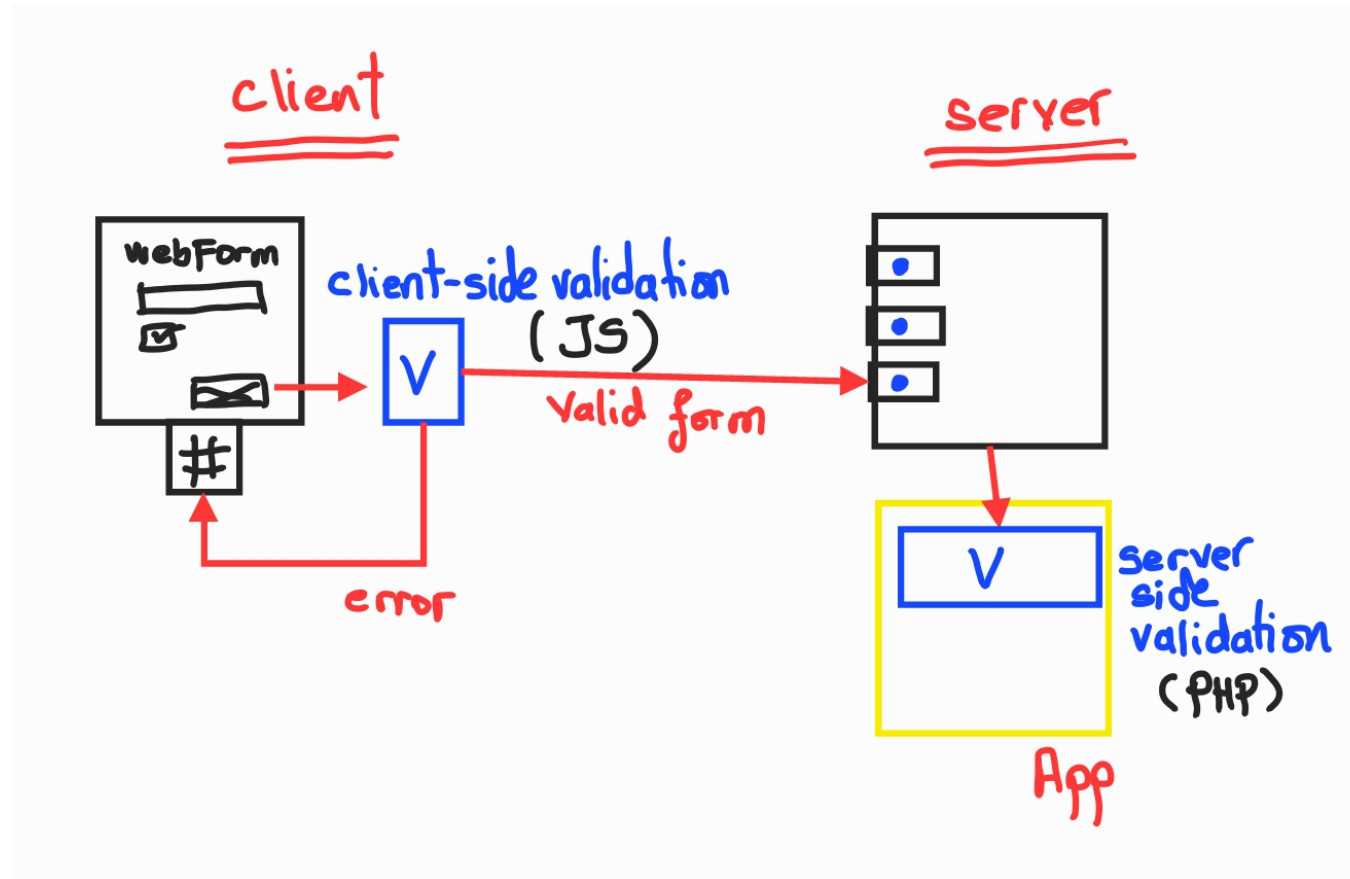 client
server
webForm
client-side validation
(JS)
V
valid form
#
error
V
server
side
validation
(PHP)
App